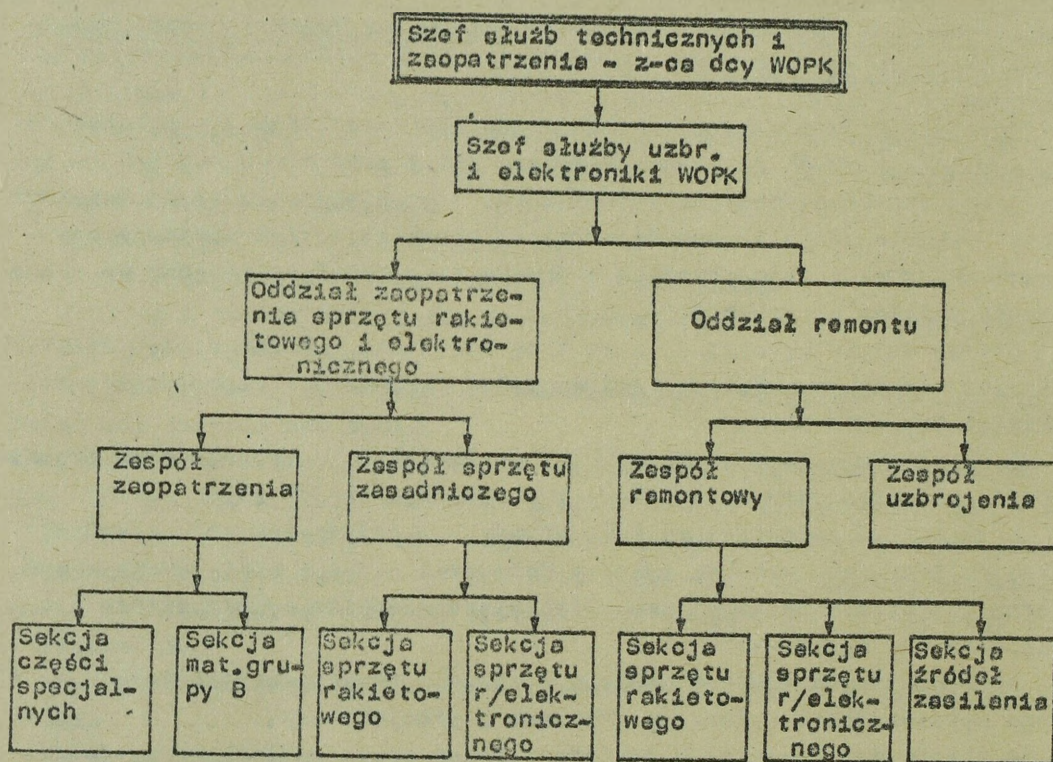 Szef służb technicznych i
zaopatrzenia - z-ca dcy WOPK
Szef służby uzbr.
i elektroniki WOPK
Oddział zaopatrze-
nia sprzętu rakie-
towego i elektro-
nicznego
Oddział remontu
Zespół
zaopatrzenia
Zespół sprzętu
zasadniczego
Zespół
remontowy
Zespół
uzbrojenia
Sekcja
części
specjal-
nych
Sekcja
mat.gru-
py B
Sekcja
sprzętu
rakieto-
wego
Sekcja
sprzętu
r/elek-
tronicz-
nego
Sekcja
sprzętu
rakieto-
wego
Sekcja
sprzętu
r/elek-
tronicz-
nego
Sekcja
źródeł
zasilania